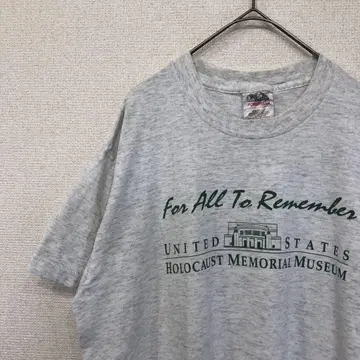 For All To Remember
UNITED STATES
HOLOCAUST MEMORIAL MUSEUM